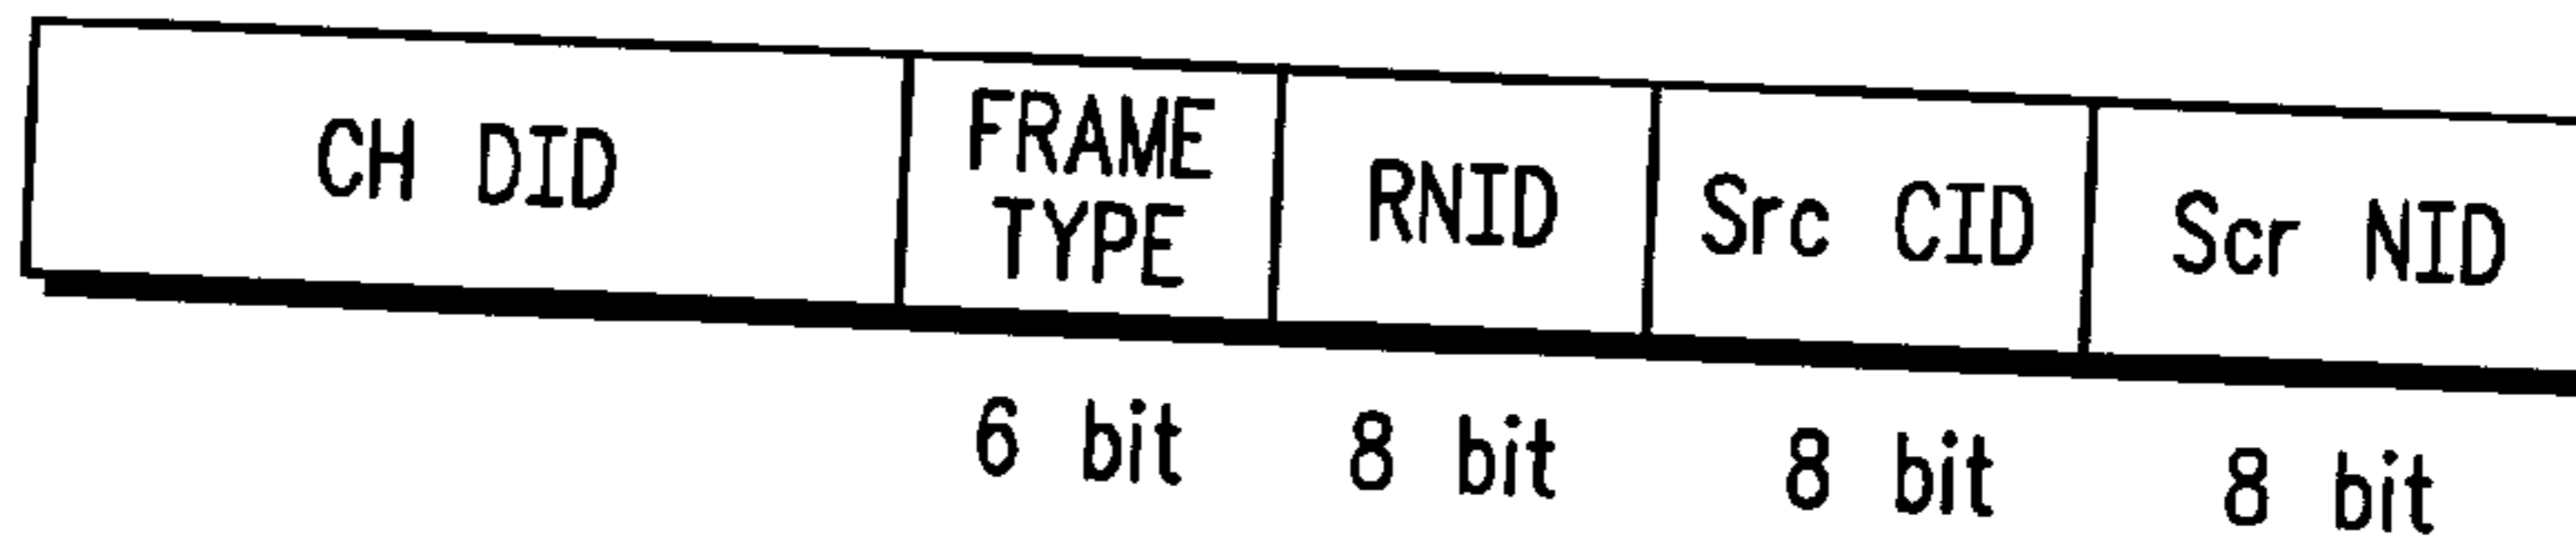 CH DID
FRAME
TYPE
RNID
Src CID
Scr NID
6 bit
8 bit
8 bit
8 bit